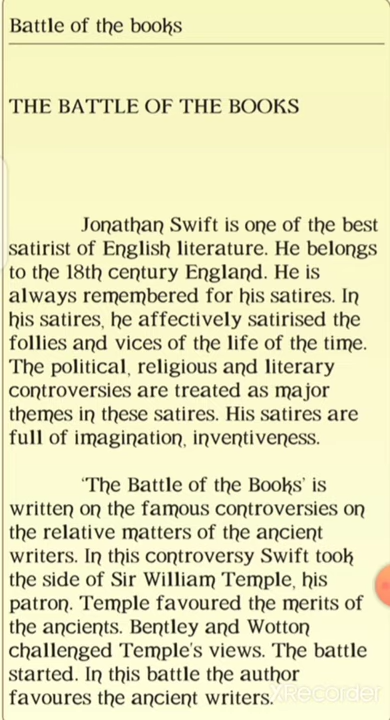 Battle of the books
THE BATTLE OF THE BOOKS
Jonathan Swift is one of the best
satirist of English literature. He belongs
to the 18th century England. He is
always remembered for his satires. In
his satires, he affectively satirised the
follies and vices of the life of the time.
The political, religious and literary
controversies are treated as major
themes in these satires. His satires are
full of imagination, inventiveness.
'The Battle of the Books' is
written on the famous controversies on
the relative matters of the ancient
writers. In this controversy Swift took
the side of Sir William Temple, his
patron. Temple favoured the merits of
the ancients. Bentley and Wotton
challenged Temple's views. The battle
started. In this battle the author
favoures the ancient writers.
XRecorder